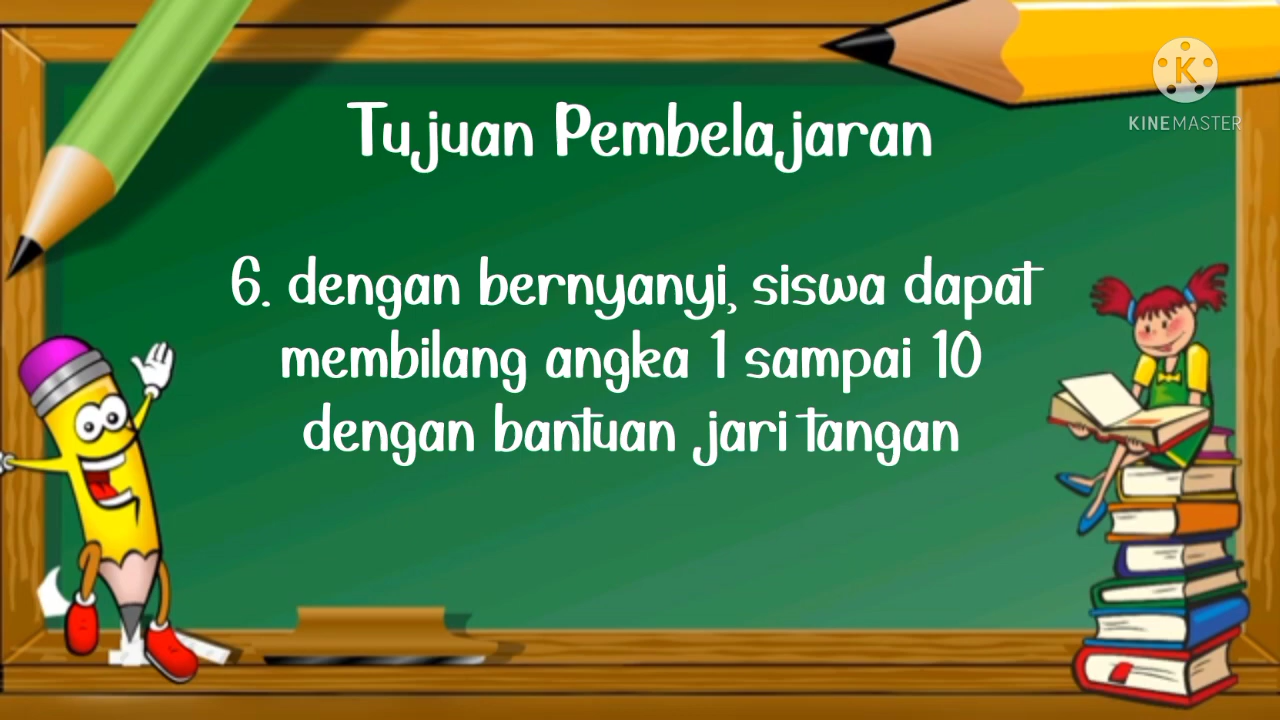 Tujuan Pembelajaran
6. dengan bernyanyi, siswa dapat
membilang angka 1 sampai 10
dengan bantuan jari tangan
K
KINEMASTER